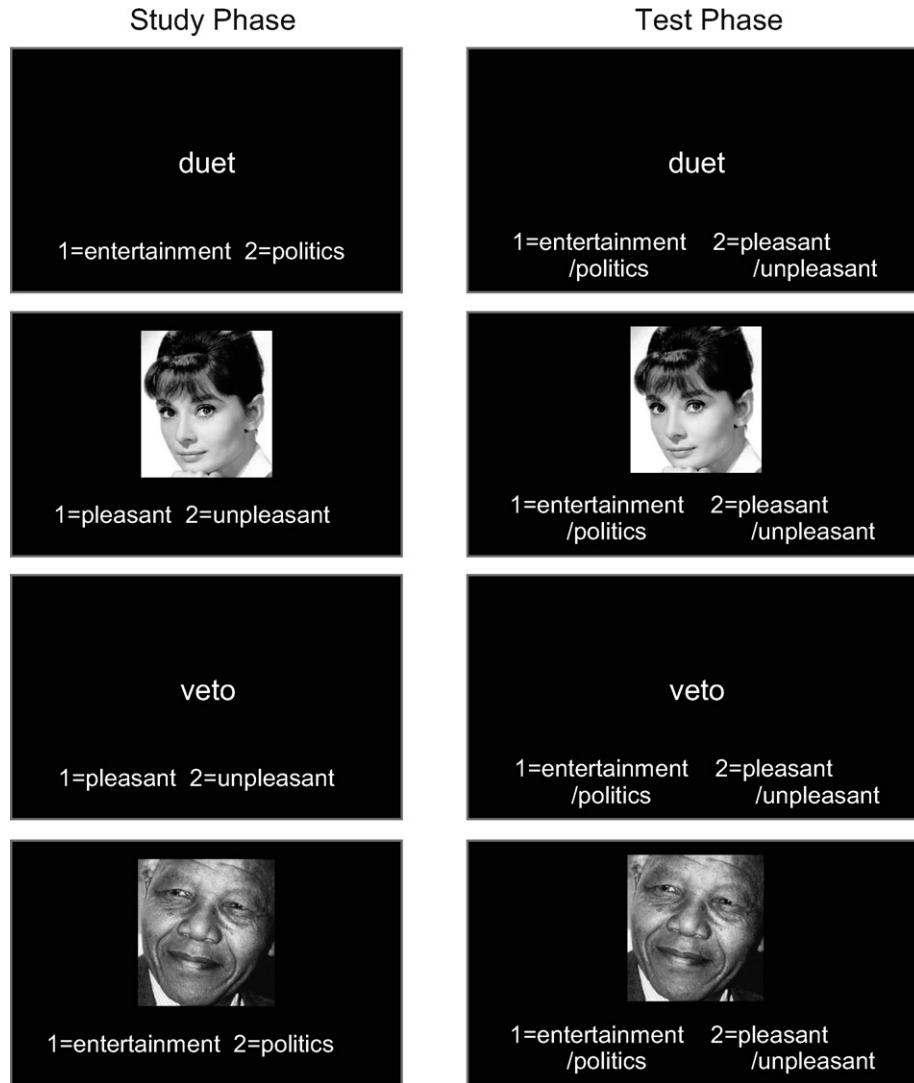 Study Phase
Test Phase
duet
1=entertainment 2=politics
duet
1=entertainment 2=pleasant
/politics /unpleasant
1=pleasant 2=unpleasant
1=entertainment 2=pleasant
/politics /unpleasant
veto
1=pleasant 2=unpleasant
veto
1=entertainment 2=pleasant
/politics /unpleasant
1=entertainment 2=politics
1=entertainment 2=pleasant
/politics /unpleasant